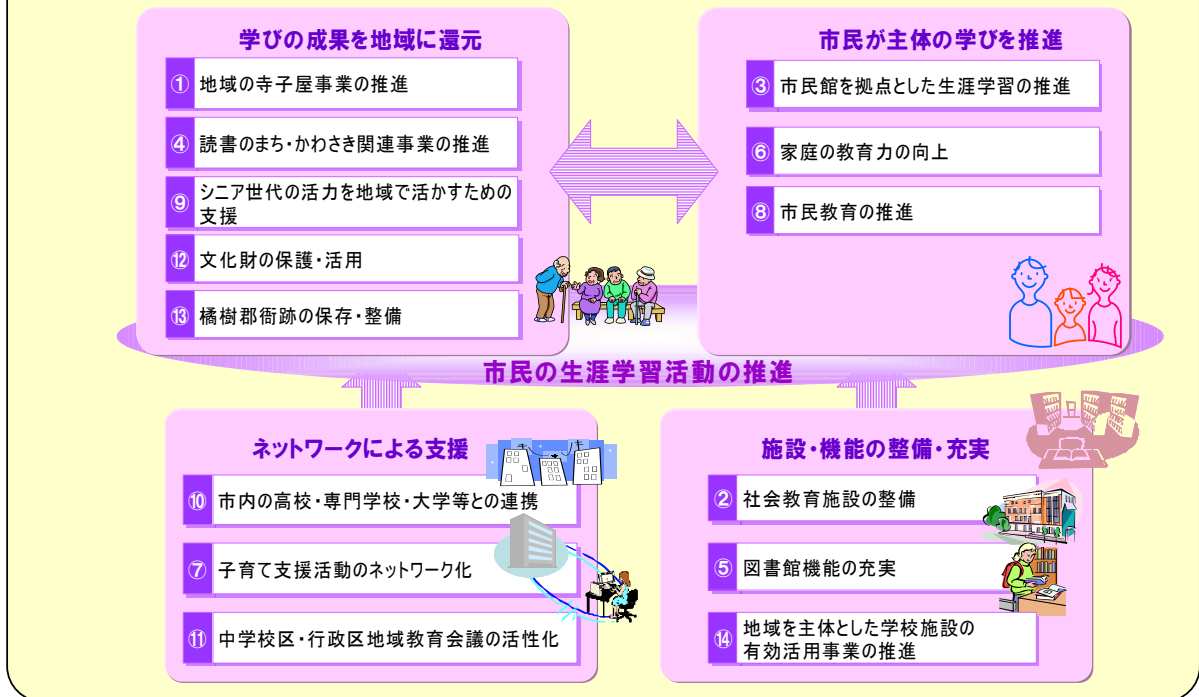 学びの成果を地域に還元
① 地域の寺子屋事業の推進
④ 読書のまち・かわさき関連事業の推進
⑨ シニア世代の活力を地域で活かすための
支援
⑫ 文化財の保護・活用
⑬ 橘樹郡衙跡の保存・整備
市民が主体の学びを推進
③ 市民館を拠点とした生涯学習の推進
⑥ 家庭の教育力の向上
⑧ 市民教育の推進
市民の生涯学習活動の推進
ネットワークによる支援
⑩ 市内の高校・専門学校・大学等との連携
⑦ 子育て支援活動のネットワーク化
⑪ 中学校区・行政区地域教育会議の活性化
施設・機能の整備・充実
② 社会教育施設の整備
⑤ 図書館機能の充実
⑭ 地域を主体とした学校施設の
有効活用事業の推進